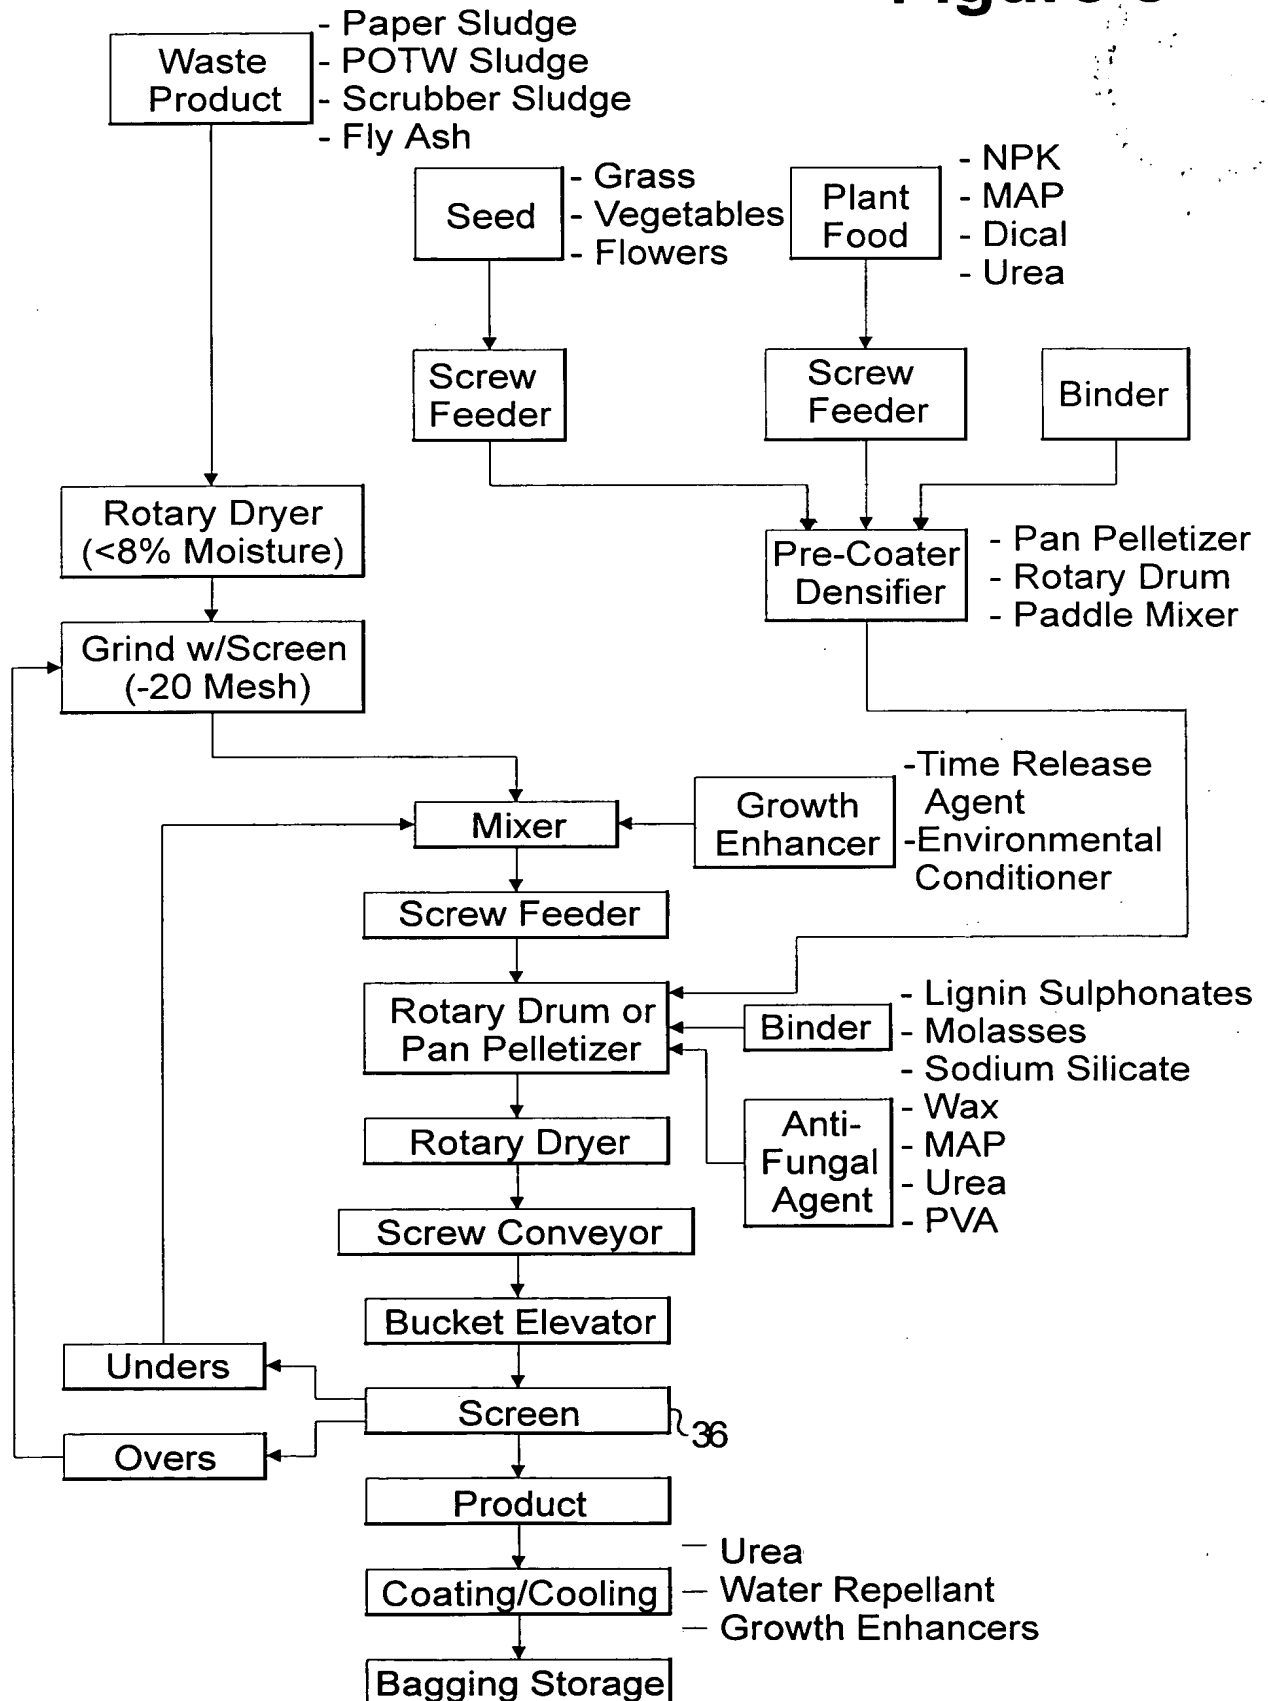 Waste
Product
- Paper Sludge
- POTW Sludge
- Scrubber Sludge
- Fly Ash
Seed
- Grass
- Vegetables
- Flowers
Plant
Food
- NPK
- MAP
- Dical
- Urea
Screw
Feeder
Screw
Feeder
Binder
Rotary Dryer
(<8% Moisture)
Pre-Coater
Densifier
- Pan Pelletizer
- Rotary Drum
- Paddle Mixer
Grind w/Screen
(-20 Mesh)
Mixer
Growth
Enhancer
-Time Release
Agent
-Environmental
Conditioner
Screw Feeder
Rotary Drum or
Pan Pelletizer
Binder
- Lignin Sulphonates
- Molasses
- Sodium Silicate
- Wax
- MAP
- Urea
- PVA
Anti-
Fungal
Agent
Rotary Dryer
Screw Conveyor
Bucket Elevator
Unders
Screen
36
Overs
Product
Coating/Cooling
— Urea
— Water Repellant
— Growth Enhancers
Bagging Storage